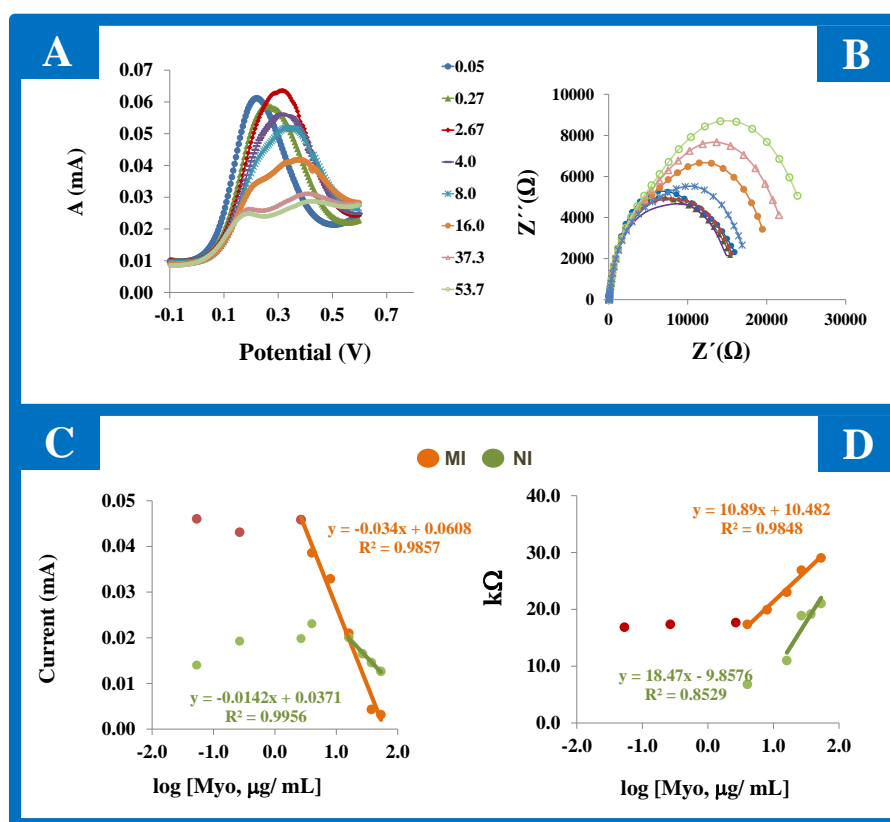 A
B
0.07
0.06
0.05
0.04
0.03
0.02
0.01
0.00
A (mA)
-0.1 0.1 0.3 0.5 0.7
Potential (V)
0.05
0.27
2.67
4.0
8.0
16.0
37.3
53.7
10000
8000
6000
4000
2000
0
Z´´(Ω)
0 10000 20000 30000
Z´(Ω)
C
D
MI NI
0.05
0.04
0.03
0.02
0.01
0.00
Current (mA)
y = -0.034x + 0.0608
R² = 0.9857
y = -0.0142x + 0.0371
R² = 0.9956
-2.0 -1.0 0.0 1.0 2.0
log [Myo, μg/ mL]
40.0
30.0
20.0
10.0
0.0
kΩ
y = 10.89x + 10.482
R² = 0.9848
y = 18.47x - 9.8576
R² = 0.8529
-2.0 -1.0 0.0 1.0 2.0
log [Myo, μg/ mL]